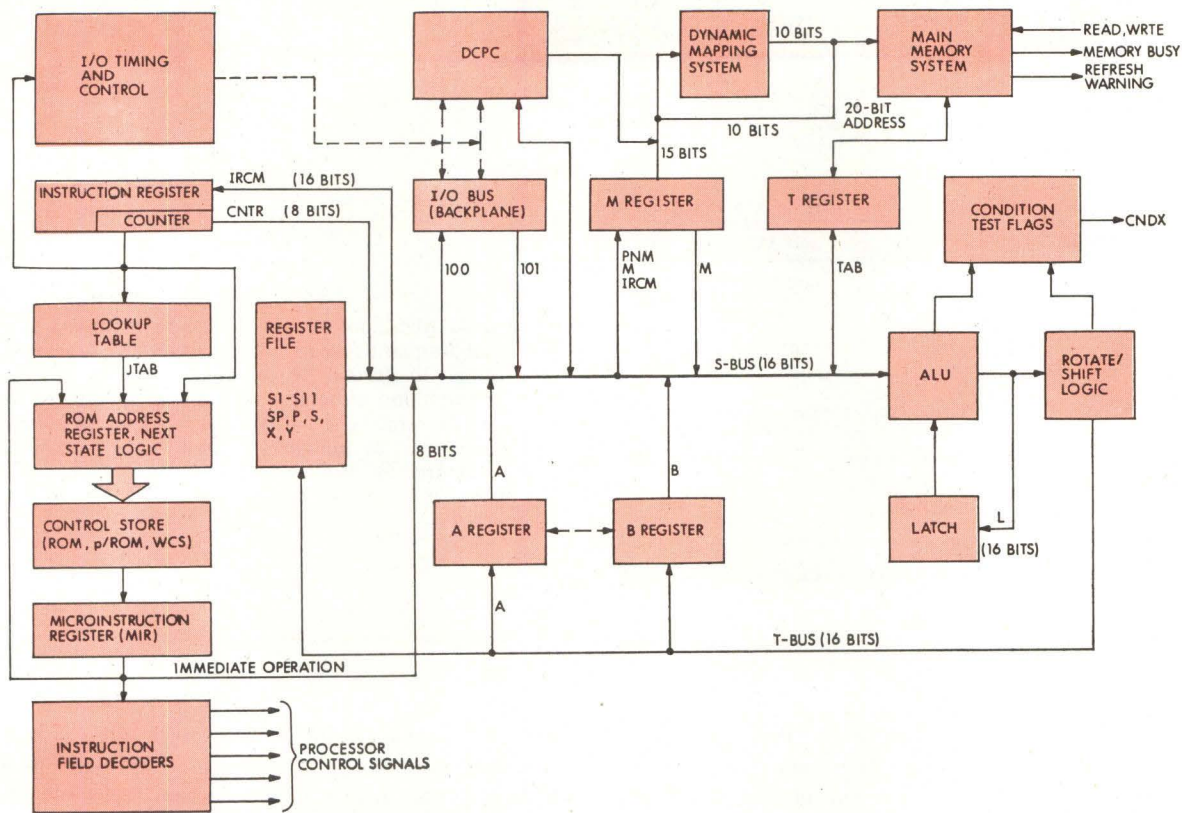 I/O TIMING
AND
CONTROL
DCPC
DYNAMIC
MAPPING
SYSTEM
10 BITS
MAIN
MEMORY
SYSTEM
READ, WRTE
MEMORY BUSY
REFRESH
WARNING
20-BIT
ADDRESS
10 BITS
15 BITS
INSTRUCTION REGISTER
COUNTER
IRCM (16 BITS)
CNTR (8 BITS)
I/O BUS
(BACKPLANE)
M REGISTER
T REGISTER
CONDITION
TEST FLAGS
CNDX
100
101
PNM
M
IRCM
M
TAB
LOOKUP
TABLE
JTAB
REGISTER
FILE
S1-S11
SP, P, S,
X, Y
S-BUS (16 BITS)
ALU
ROTATE/
SHIFT
LOGIC
ROM ADDRESS
REGISTER, NEXT
STATE LOGIC
8 BITS
A
B
CONTROL STORE
(ROM, p/ROM, WCS)
A REGISTER
B REGISTER
LATCH
L
(16 BITS)
MICROINSTRUCTION
REGISTER (MIR)
A
T-BUS (16 BITS)
IMMEDIATE OPERATION
INSTRUCTION
FIELD DECODERS
PROCESSOR
CONTROL SIGNALS